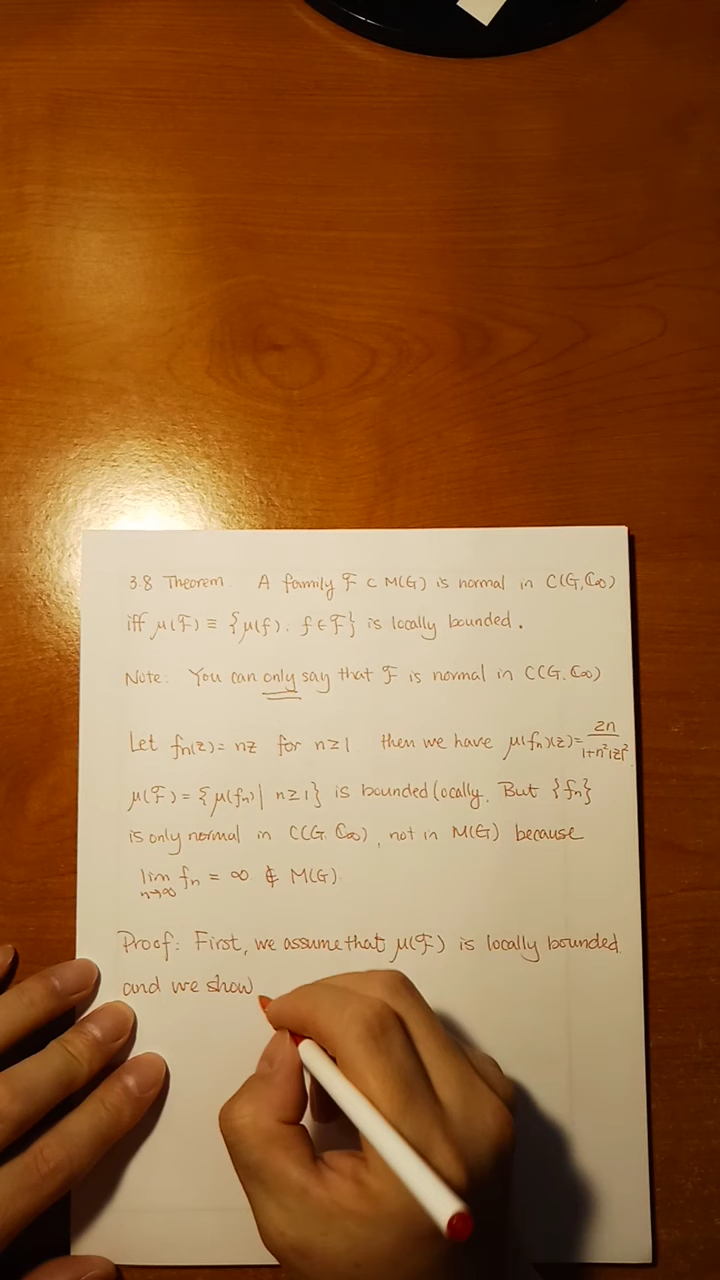 3.8 Theorem. A family ℱ ⊂ M(G) is normal in C(G, ℂ∞)
iff μ(ℱ) ≡ {μ(f): f ∈ ℱ} is locally bounded.
Note: You can only say that ℱ is normal in C(G, ℂ∞)
Let fn(z) = nz for n ≥ 1 then we have μ(fn)(z) = 2n/(1+n²|z|²)
μ(ℱ) = {μ(fn) | n ≥ 1} is bounded locally. But {fn}
is only normal in C(G, ℂ∞), not in M(G) because
lim n→∞ fn = ∞ ∉ M(G)
Proof: First, we assume that μ(ℱ) is locally bounded.
and we show